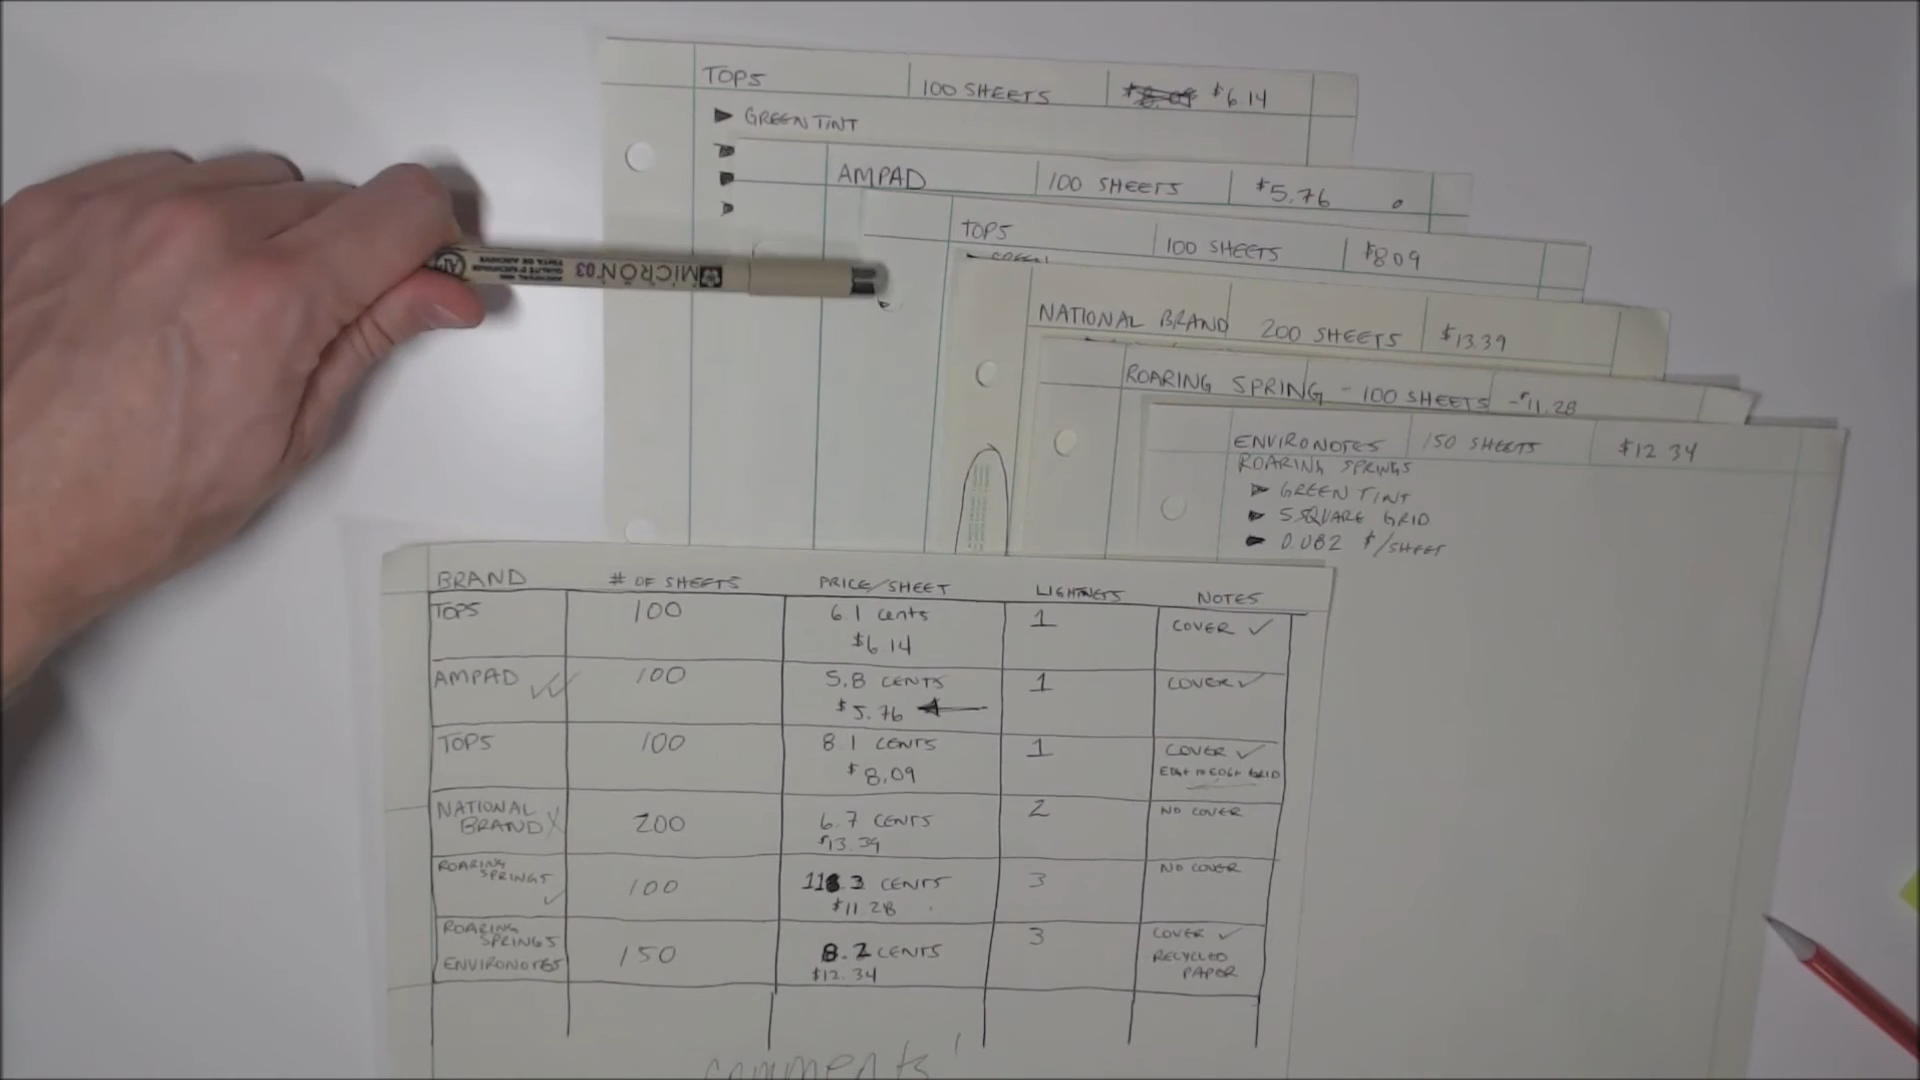 TOPS 100 SHEETS $6.14
GREEN TINT
AMPAD 100 SHEETS $5.76
TOPS 100 SHEETS $8.09
NATIONAL BRAND 200 SHEETS $13.39
ROARING SPRING - 100 SHEETS - $11.28
ENVIRONOTES 150 SHEETS $12.34
ROARING SPRINGS
GREEN TINT
5 SQUARE GRID
0.082 $/SHEET
MICRON 03
BRAND # OF SHEETS PRICE/SHEET LIGHTNESS NOTES
TOPS 100 6.1 cents 1 COVER ✓
$6.14
AMPAD ✓✓ 100 5.8 CENTS 1 COVER ✓
$5.76
TOPS 100 8.1 CENTS 1 COVER ✓
$8.09 EDGE TO EDGE GRID
NATIONAL 200 6.7 CENTS 2 NO COVER
BRAND X $13.39
ROARING 100 11.3 CENTS 3 NO COVER
SPRINGS ✓ $11.28
ROARING 150 8.2 CENTS 3 COVER ✓
SPRINGS $12.34 RECYCLED
ENVIRONOTES PAPER
comments